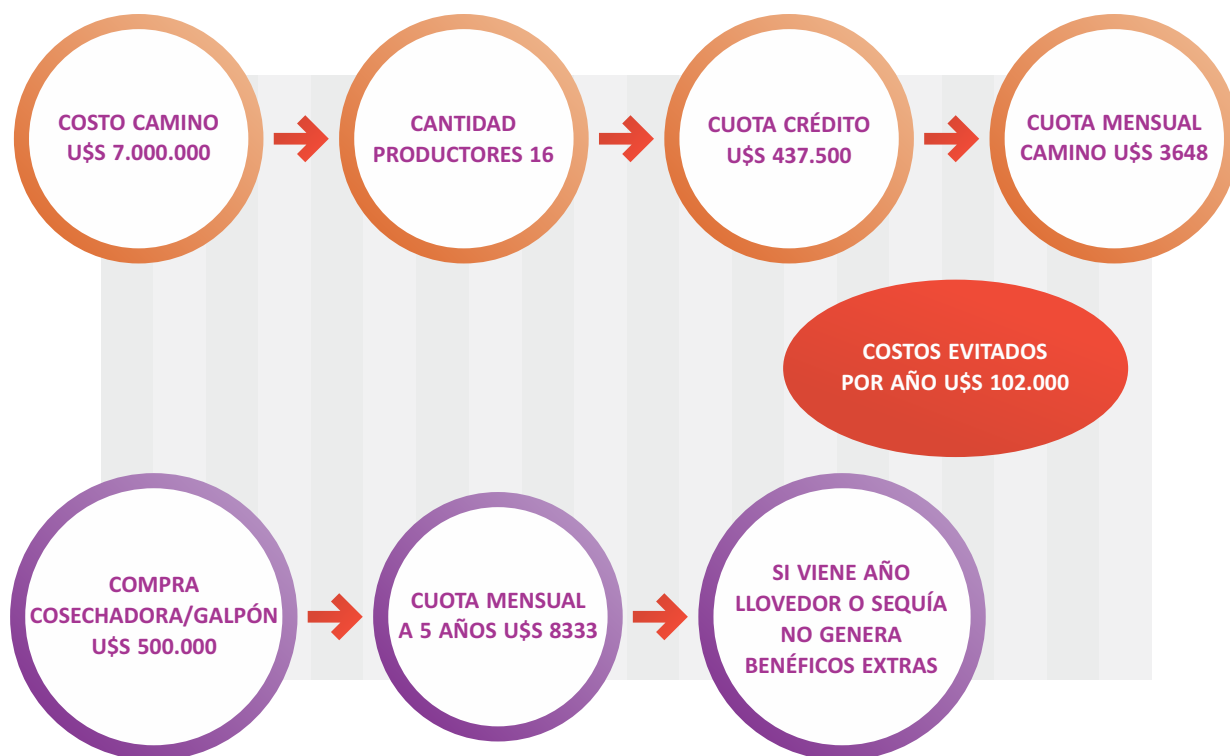 COSTO CAMINO
U$S 7.000.000
CANTIDAD
PRODUCTORES 16
CUOTA CRÉDITO
U$S 437.500
CUOTA MENSUAL
CAMINO U$S 3648
COSTOS EVITADOS
POR AÑO U$S 102.000
COMPRA
COSECHADORA/GALPÓN
U$S 500.000
CUOTA MENSUAL
A 5 AÑOS U$S 8333
SI VIENE AÑO
LLOVEDOR O SEQUÍA
NO GENERA
BENÉFICOS EXTRAS